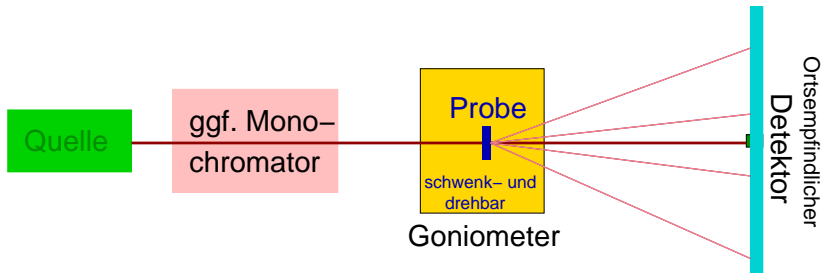 Quelle
ggf. Mono–
chromator
Probe
schwenk– und
drehbar
Goniometer
Ortsempfindlicher
Detektor